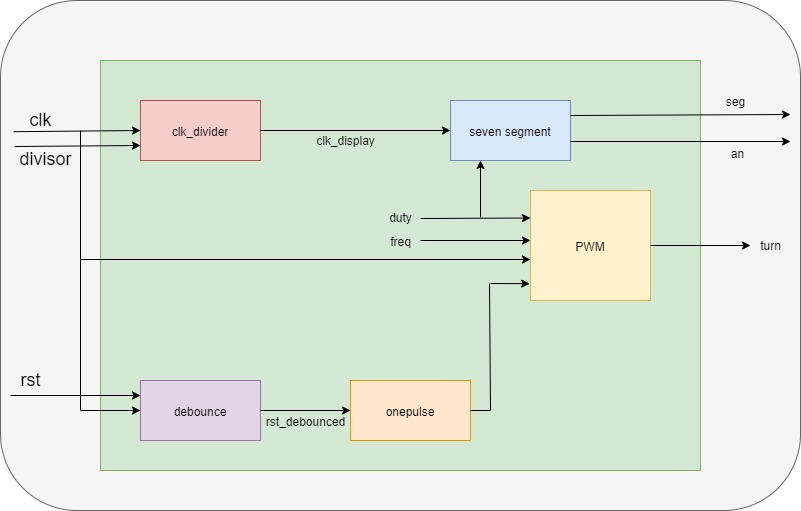 seg
clk
clk_divider
seven segment
clk_display
divisor
an
duty
freq
PWM
turn
rst
debounce
onepulse
rst_debounced